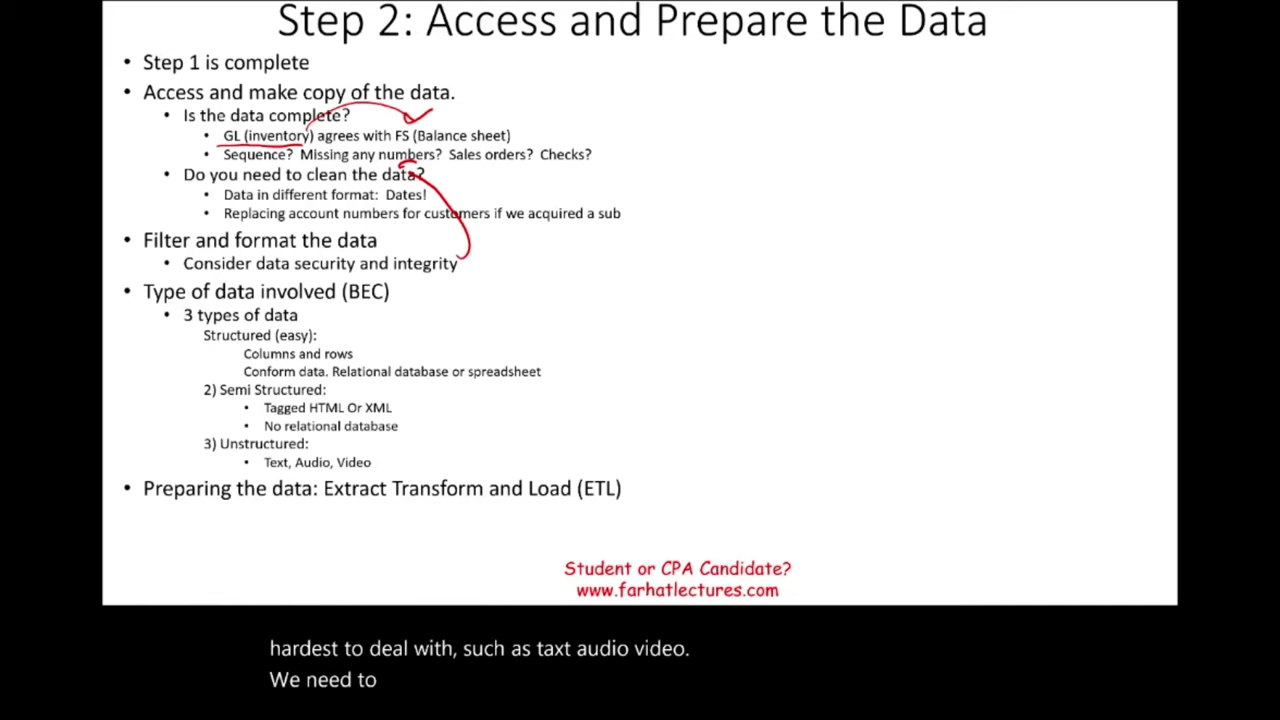 Step 2: Access and Prepare the Data
• Step 1 is complete
• Access and make copy of the data.
• Is the data complete?
• GL (inventory) agrees with FS (Balance sheet)
• Sequence? Missing any numbers? Sales orders? Checks?
• Do you need to clean the data?
• Data in different format: Dates!
• Replacing account numbers for customers if we acquired a sub
• Filter and format the data
• Consider data security and integrity
• Type of data involved (BEC)
• 3 types of data
Structured (easy):
Columns and rows
Conform data. Relational database or spreadsheet
2) Semi Structured:
• Tagged HTML Or XML
• No relational database
3) Unstructured:
• Text, Audio, Video
• Preparing the data: Extract Transform and Load (ETL)
Student or CPA Candidate?
www.farhatlectures.com
hardest to deal with, such as taxt audio video.
We need to